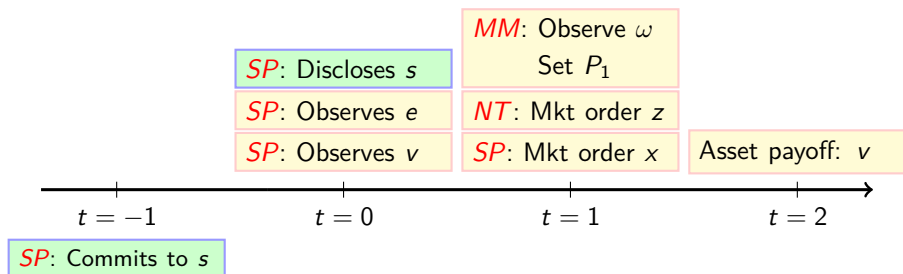 MM: Observe ω
Set P₁
SP: Discloses s
SP: Observes e
NT: Mkt order z
SP: Observes v
SP: Mkt order x
Asset payoff: v
t = −1
t = 0
t = 1
t = 2
SP: Commits to s